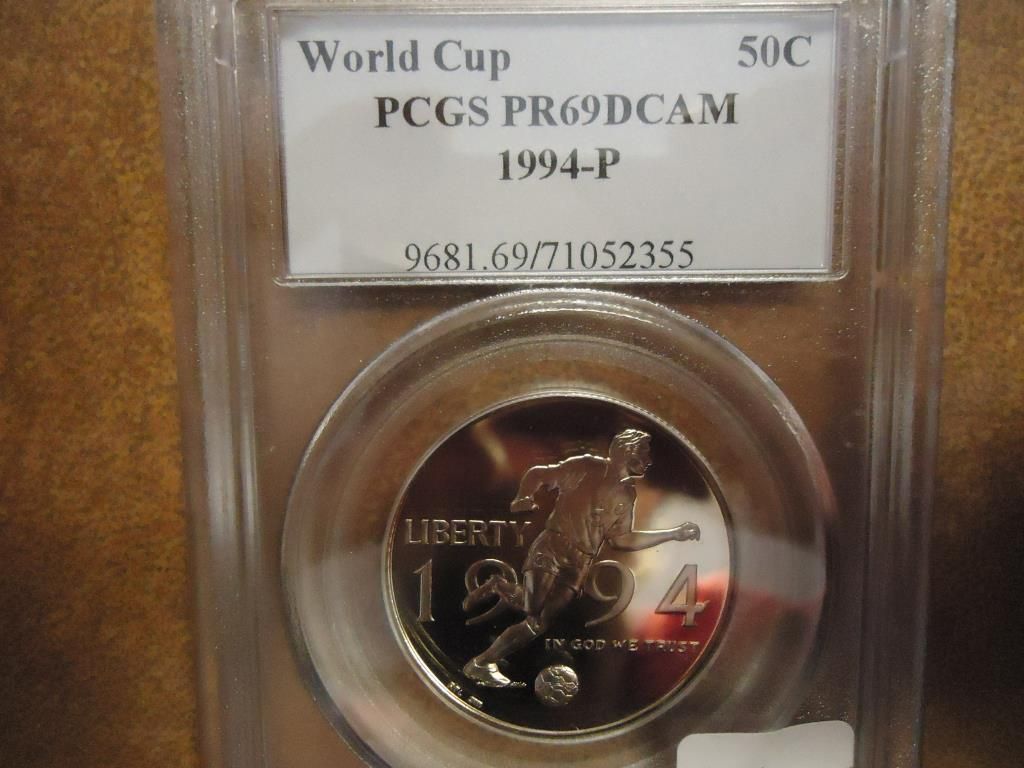 World Cup 50C
PCGS PR69DCAM
1994-P
9681.69/71052355
LIBERTY
1994
IN GOD WE TRUST